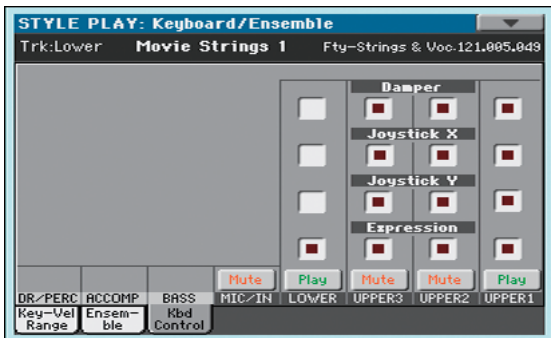 STYLE PLAY: Keyboard/Ensemble
Trk:Lower Movie Strings 1 Fty-Strings & Voc-121.005.049
Damper
Joystick X
Joystick Y
Expression
Mute Play Mute Mute Play
DR/PERC ACCOMP BASS MIC/IN LOWER UPPER3 UPPER2 UPPER1
Key-Vel Ensem- Kbd
Range ble Control